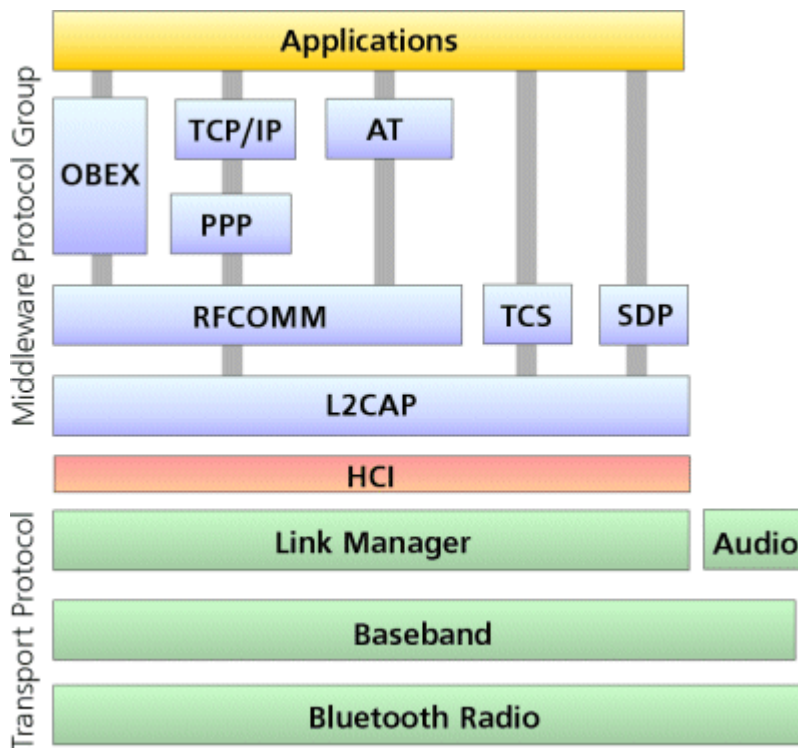 Applications
Middleware Protocol Group
OBEX
TCP/IP
AT
PPP
RFCOMM
TCS
SDP
L2CAP
HCI
Transport Protocol
Link Manager
Audio
Baseband
Bluetooth Radio